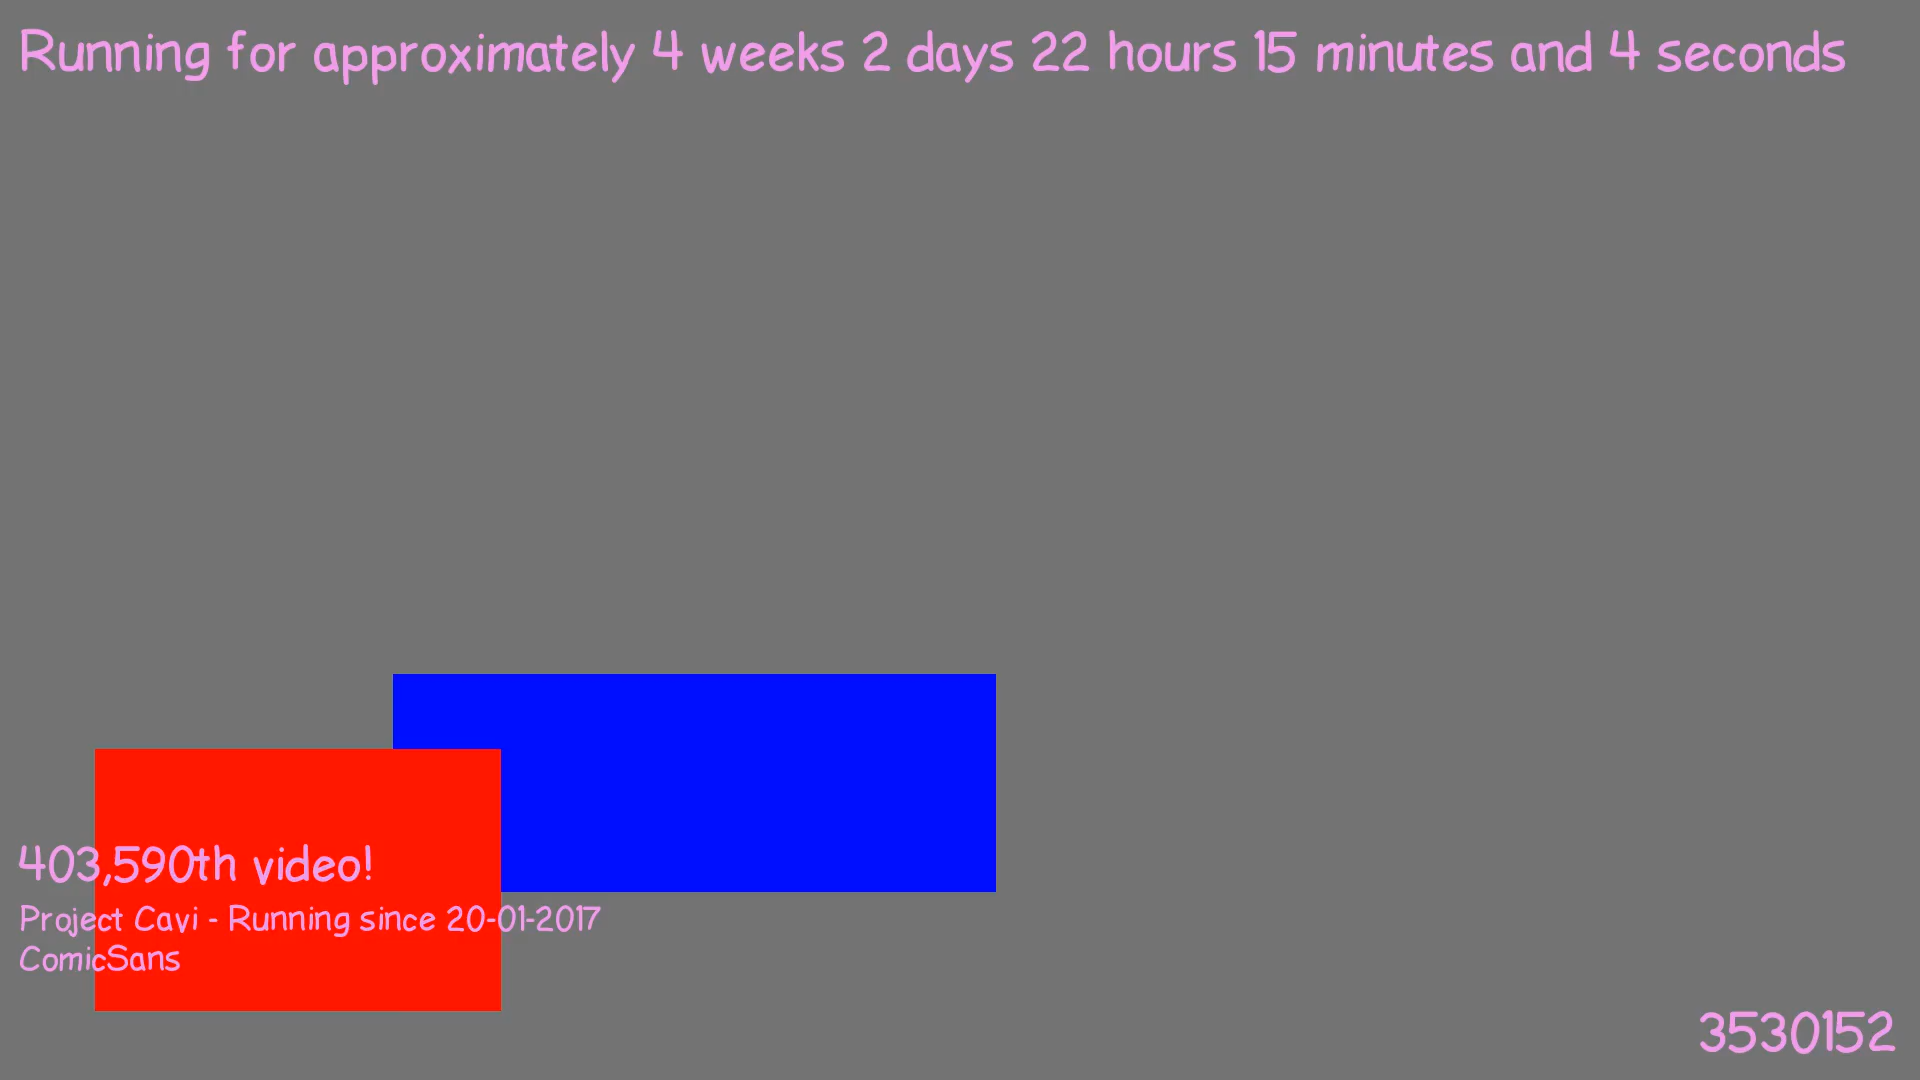 Running for approximately 4 weeks 2 days 22 hours 15 minutes and 4 seconds
403,590th video!
Project Cavi - Running since 20-01-2017
ComicSans
3530152